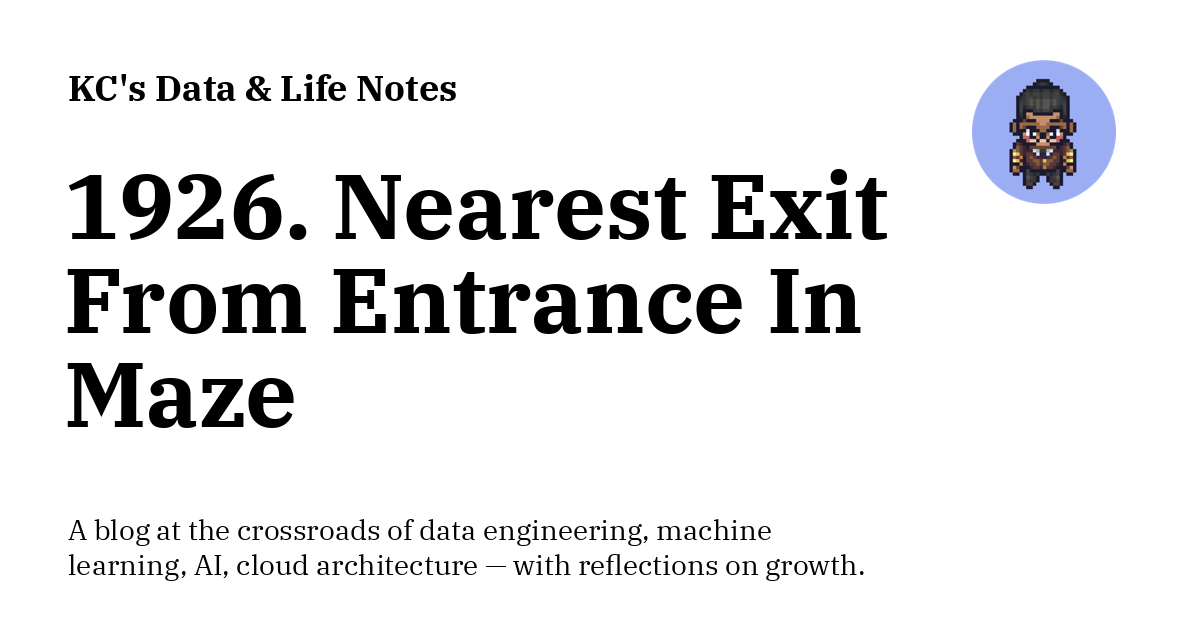 KC's Data & Life Notes
1926. Nearest Exit
From Entrance In
Maze
A blog at the crossroads of data engineering, machine
learning, AI, cloud architecture — with reflections on growth.